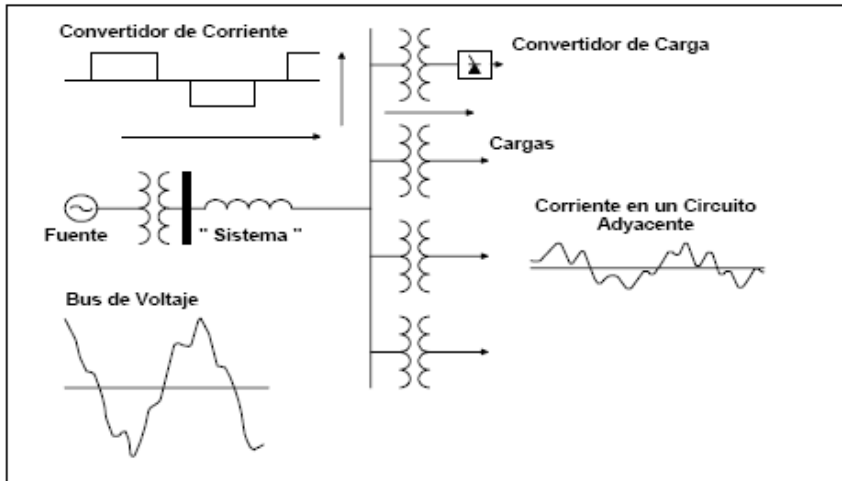 Convertidor de Corriente
Convertidor de Carga
Cargas
Corriente en un Circuito
Adyacente
Fuente
" Sistema "
Bus de Voltaje